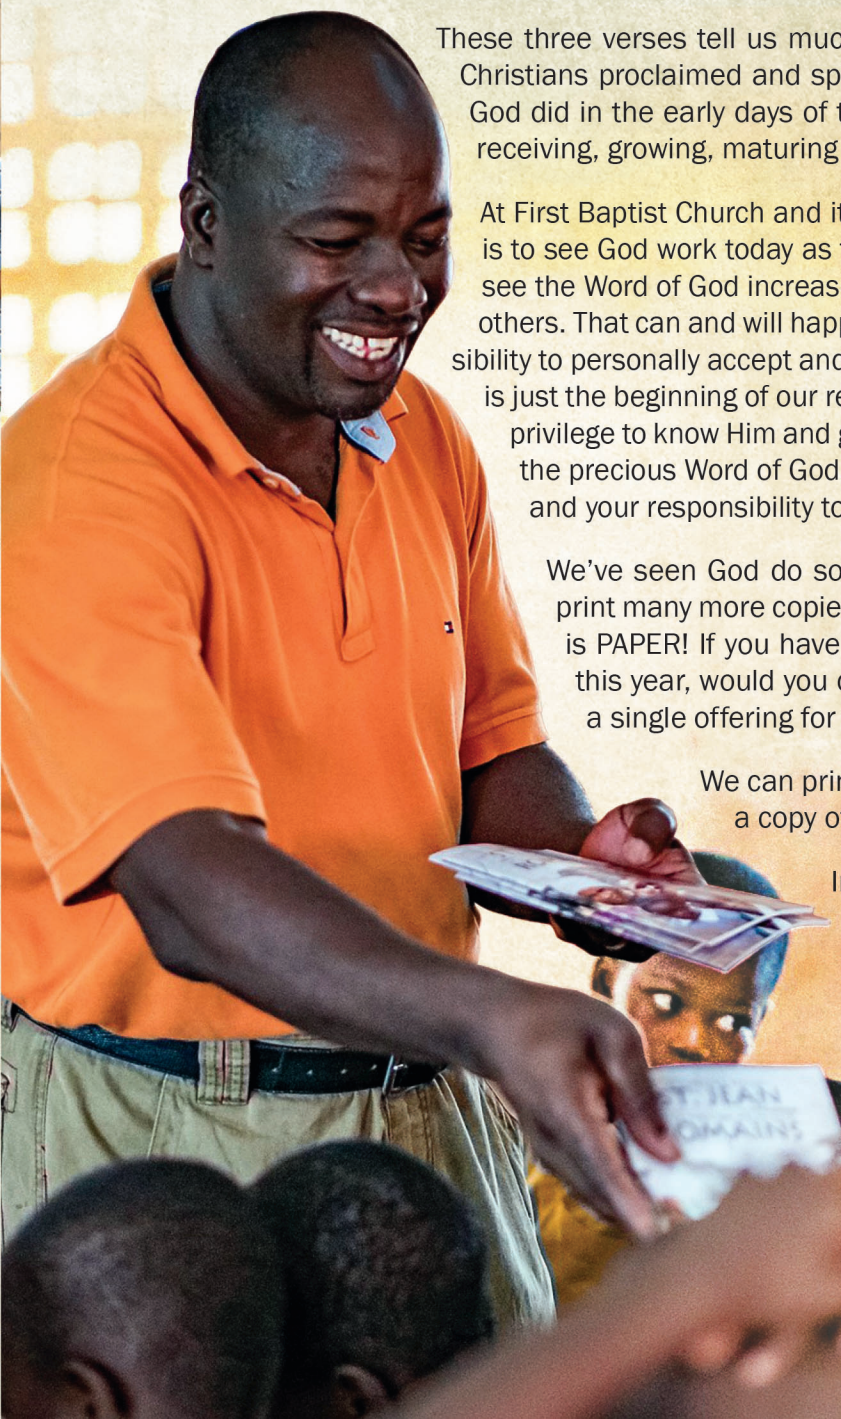 These three verses tell us muc
Christians proclaimed and sp
God did in the early days of t
receiving, growing, maturing
At First Baptist Church and it
is to see God work today as
see the Word of God increas
others. That can and will hap
sibility to personally accept and
is just the beginning of our re
privilege to know Him and g
the precious Word of God
and your responsibility to
We’ve seen God do so
print many more copie
is PAPER! If you have
this year, would you
a single offering for
We can prin
a copy o
I
ST. JEAN
ROMAINS